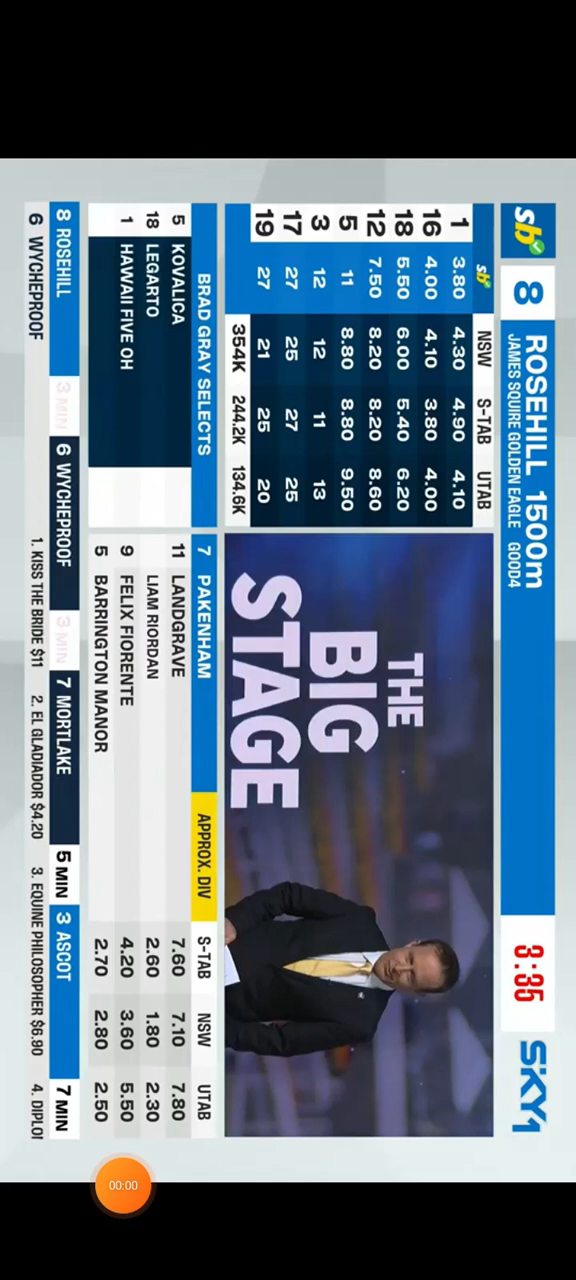 sb 8 ROSEHILL 1500m 3:35 SKY1
JAMES SQUIRE GOLDEN EAGLE GOOD4
sb NSW S-TAB UTAB
1 3.80 4.30 4.90 4.10
16 4.00 4.10 3.80 4.00
18 5.50 6.00 5.40 6.20
12 7.50 8.20 8.20 8.60
5 11 8.80 8.80 9.50
3 12 12 11 13
17 27 25 27 25
19 27 21 25 20
354K 244.2K 134.6K
THE
BIG
STAGE
BRAD GRAY SELECTS
5 KOVALICA
18 LEGARTO
1 HAWAII FIVE OH
7 PAKENHAM APPROX. DIV S-TAB NSW UTAB
11 LANDGRAVE 7.60 7.10 7.80
LIAM RIORDAN 2.60 1.80 2.30
9 FELIX FIORENTE 4.20 3.60 5.50
5 BARRINGTON MANOR 2.70 2.80 2.50
8 ROSEHILL 3 MIN 6 WYCHEPROOF 3 MIN 7 MORTLAKE 5 MIN 3 ASCOT 7 MIN
6 WYCHEPROOF 1. KISS THE BRIDE $11 2. EL GLADIADOR $4.20 3. EQUINE PHILOSOPHER $6.90 4. DIPLO
00:00